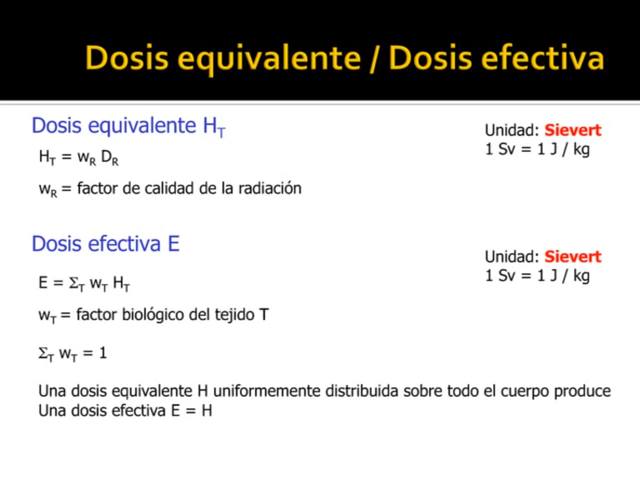 Dosis equivalente / Dosis efectiva
Dosis equivalente H_T
Unidad: Sievert
1 Sv = 1 J / kg
H_T = w_R D_R
w_R = factor de calidad de la radiación
Dosis efectiva E
Unidad: Sievert
1 Sv = 1 J / kg
E = Σ_T w_T H_T
w_T = factor biológico del tejido T
Σ_T w_T = 1
Una dosis equivalente H uniformemente distribuida sobre todo el cuerpo produce
Una dosis efectiva E = H